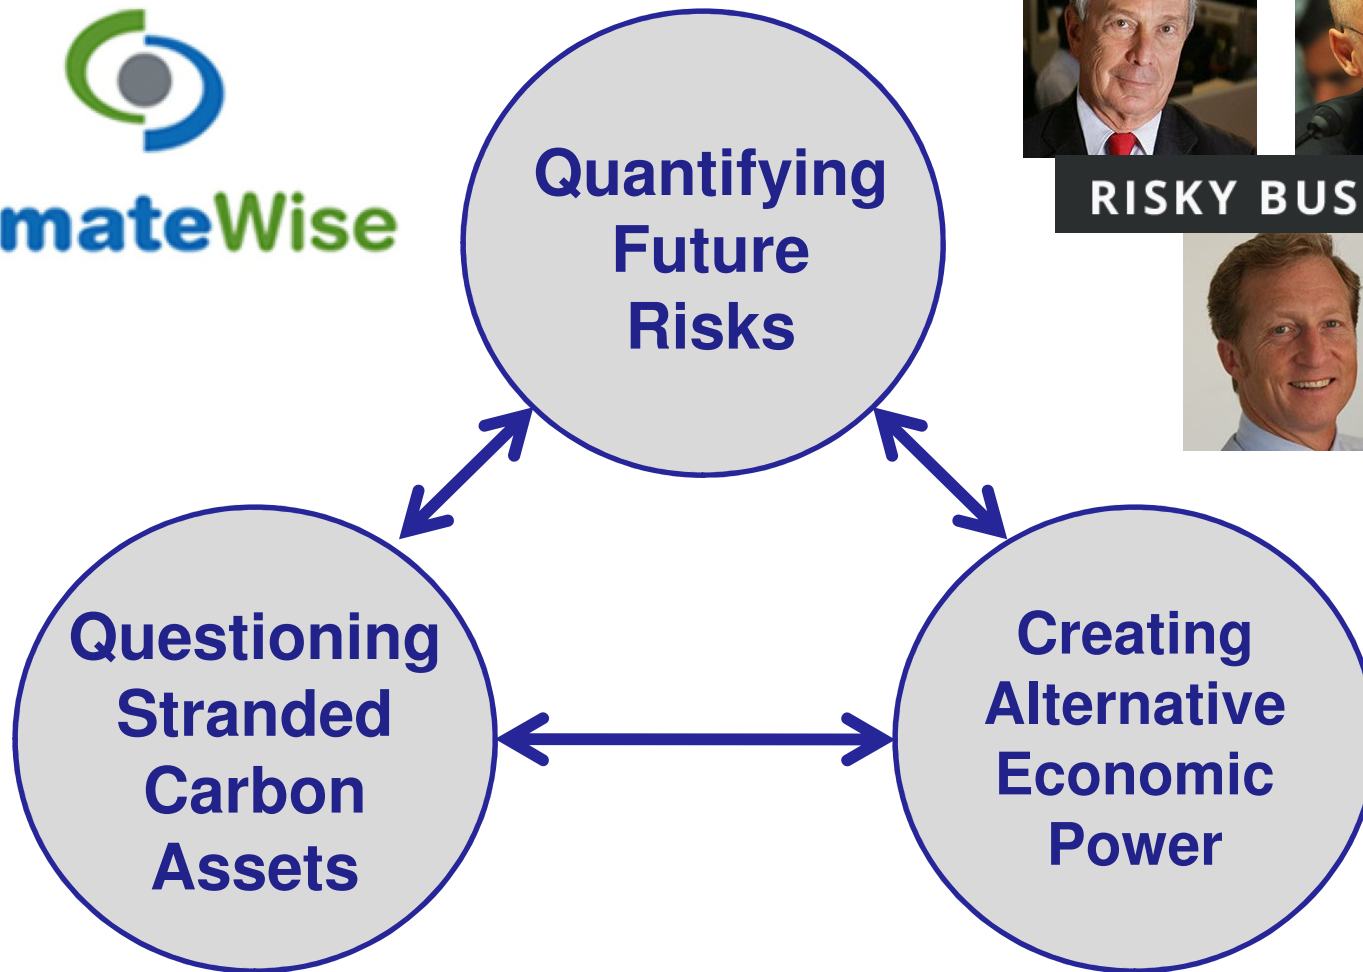 mateWise
Quantifying
Future
Risks
RISKY BUS
Questioning
Stranded
Carbon
Assets
Creating
Alternative
Economic
Power